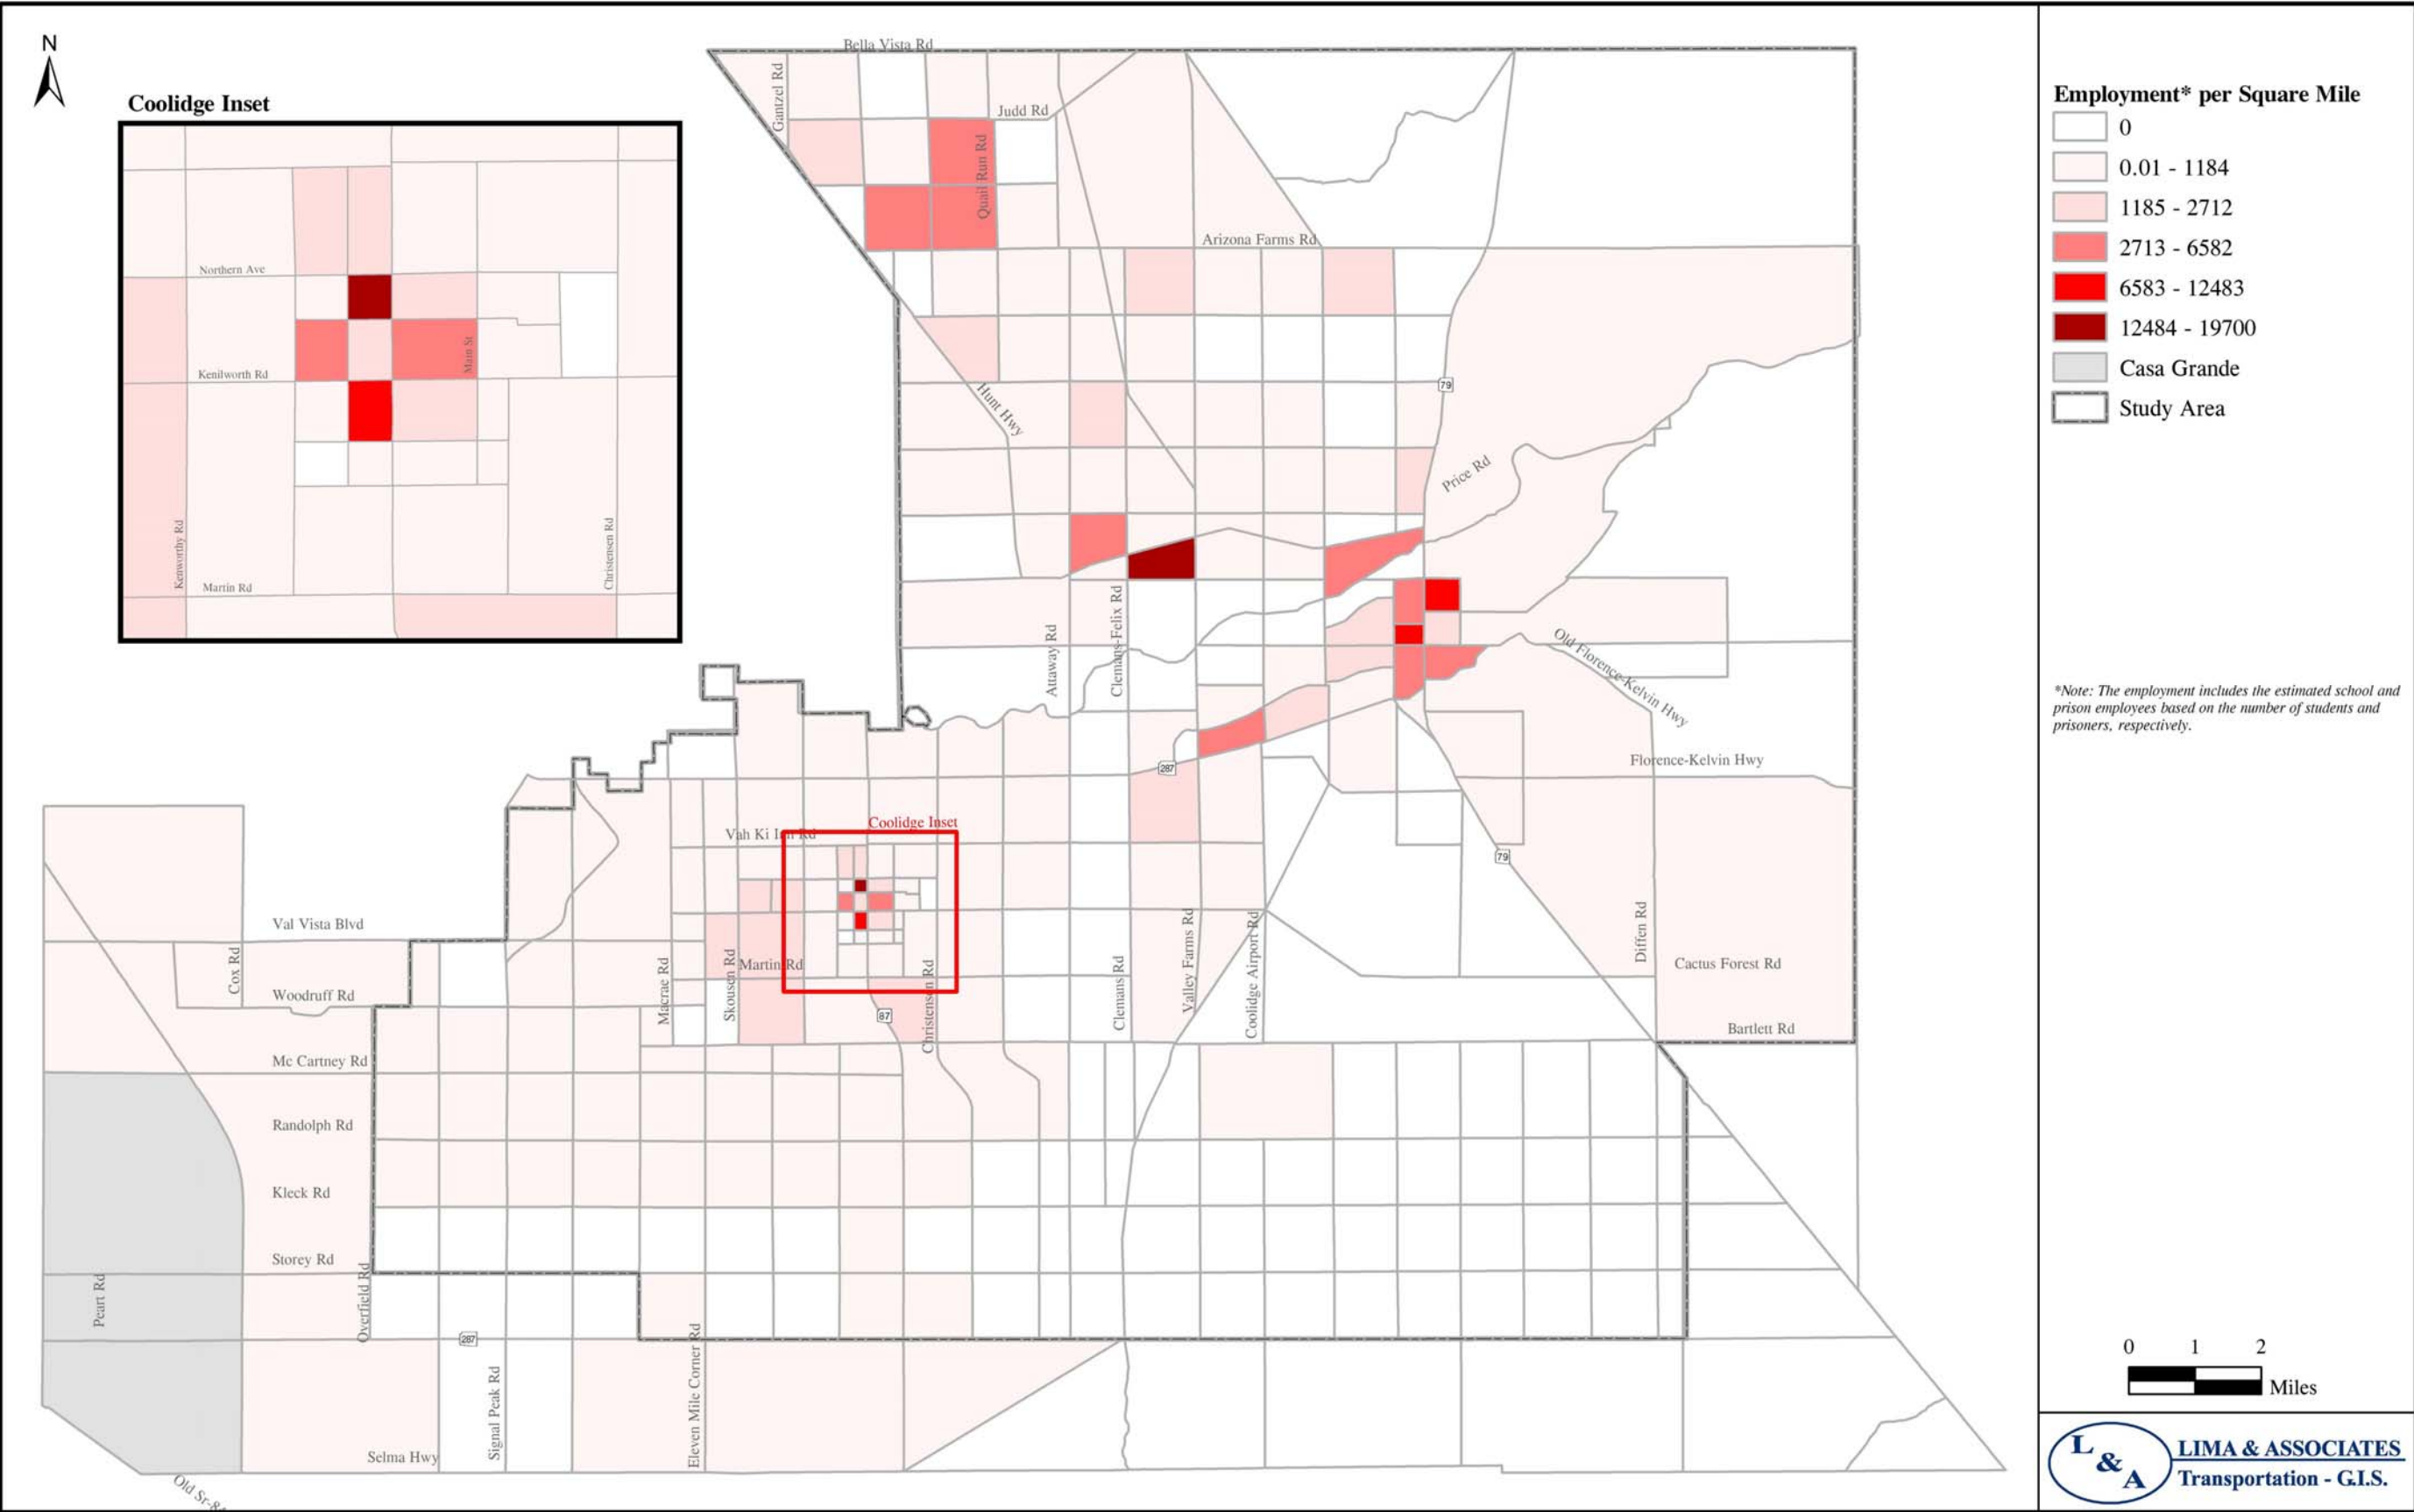 N
Coolidge Inset
Northern Ave
Kenilworth Rd
Main St
Kenworthy Rd
Christensen Rd
Martin Rd
Bella Vista Rd
Gantzel Rd
Judd Rd
Quail Run Rd
Arizona Farms Rd
Hunt Hwy
79
Price Rd
Attaway Rd
Clemans-Felix Rd
Old Florence-Kelvin Hwy
287
Florence-Kelvin Hwy
Vah Ki Inn Rd
Coolidge Inset
79
Val Vista Blvd
Cox Rd
Woodruff Rd
Macrae Rd
Skousen Rd
Martin Rd
87
Christensen Rd
Clemans Rd
Valley Farms Rd
Coolidge Airport Rd
Diffen Rd
Cactus Forest Rd
Bartlett Rd
Mc Cartney Rd
Randolph Rd
Kleck Rd
Storey Rd
Peart Rd
Overfield Rd
287
Signal Peak Rd
Eleven Mile Corner Rd
Selma Hwy
Old Sr-84
Employment* per Square Mile
0
0.01 - 1184
1185 - 2712
2713 - 6582
6583 - 12483
12484 - 19700
Casa Grande
Study Area
*Note: The employment includes the estimated school and
prison employees based on the number of students and
prisoners, respectively.
0 1 2
Miles
L & A
LIMA & ASSOCIATES
Transportation - G.I.S.